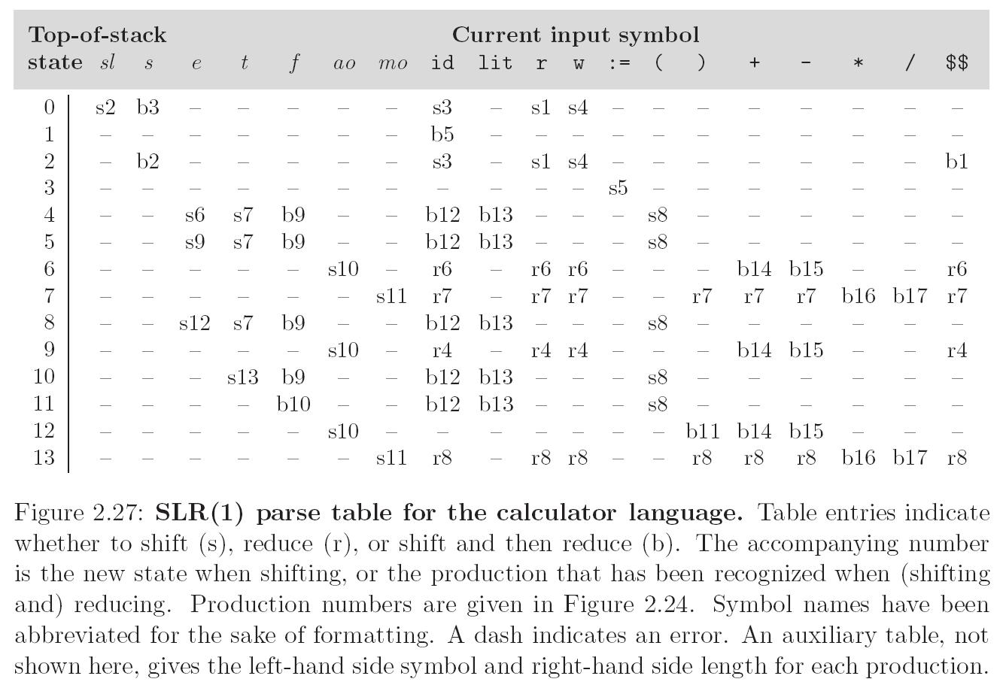 Top-of-stack Current input symbol
state sl s e t f ao mo id lit r w := ( ) + − * / $$
0 s2 b3 – – – – – s3 – s1 s4 – – – – – – – –
1 – – – – – – – b5 – – – – – – – – – – –
2 – b2 – – – – – s3 – s1 s4 – – – – – – – b1
3 – – – – – – – – – – – s5 – – – – – – –
4 – – s6 s7 b9 – – b12 b13 – – – s8 – – – – – –
5 – – s9 s7 b9 – – b12 b13 – – – s8 – – – – – –
6 – – – – – s10 – r6 – r6 r6 – – – b14 b15 – – r6
7 – – – – – – s11 r7 – r7 r7 – – r7 r7 r7 b16 b17 r7
8 – – s12 s7 b9 – – b12 b13 – – – s8 – – – – – –
9 – – – – – s10 – r4 – r4 r4 – – – b14 b15 – – r4
10 – – – s13 b9 – – b12 b13 – – – s8 – – – – – –
11 – – – – b10 – – b12 b13 – – – s8 – – – – – –
12 – – – – – s10 – – – – – – – b11 b14 b15 – – –
13 – – – – – – s11 r8 – r8 r8 – – r8 r8 r8 b16 b17 r8
Figure 2.27: SLR(1) parse table for the calculator language. Table entries indicate
whether to shift (s), reduce (r), or shift and then reduce (b). The accompanying number
is the new state when shifting, or the production that has been recognized when (shifting
and) reducing. Production numbers are given in Figure 2.24. Symbol names have been
abbreviated for the sake of formatting. A dash indicates an error. An auxiliary table, not
shown here, gives the left-hand side symbol and right-hand side length for each production.